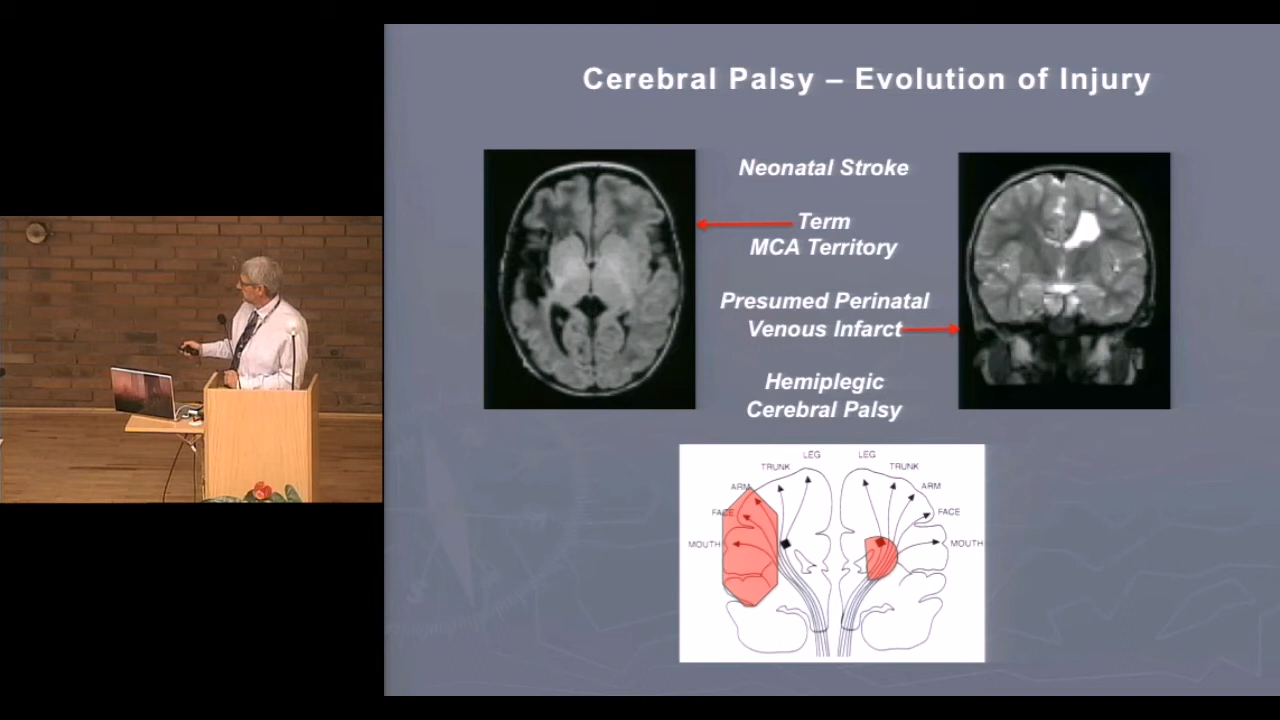 Cerebral Palsy – Evolution of Injury
Neonatal Stroke
Term
MCA Territory
Presumed Perinatal
Venous Infarct
Hemiplegic
Cerebral Palsy
LEG
TRUNK
ARM
FACE
MOUTH
LEG
TRUNK
ARM
FACE
MOUTH